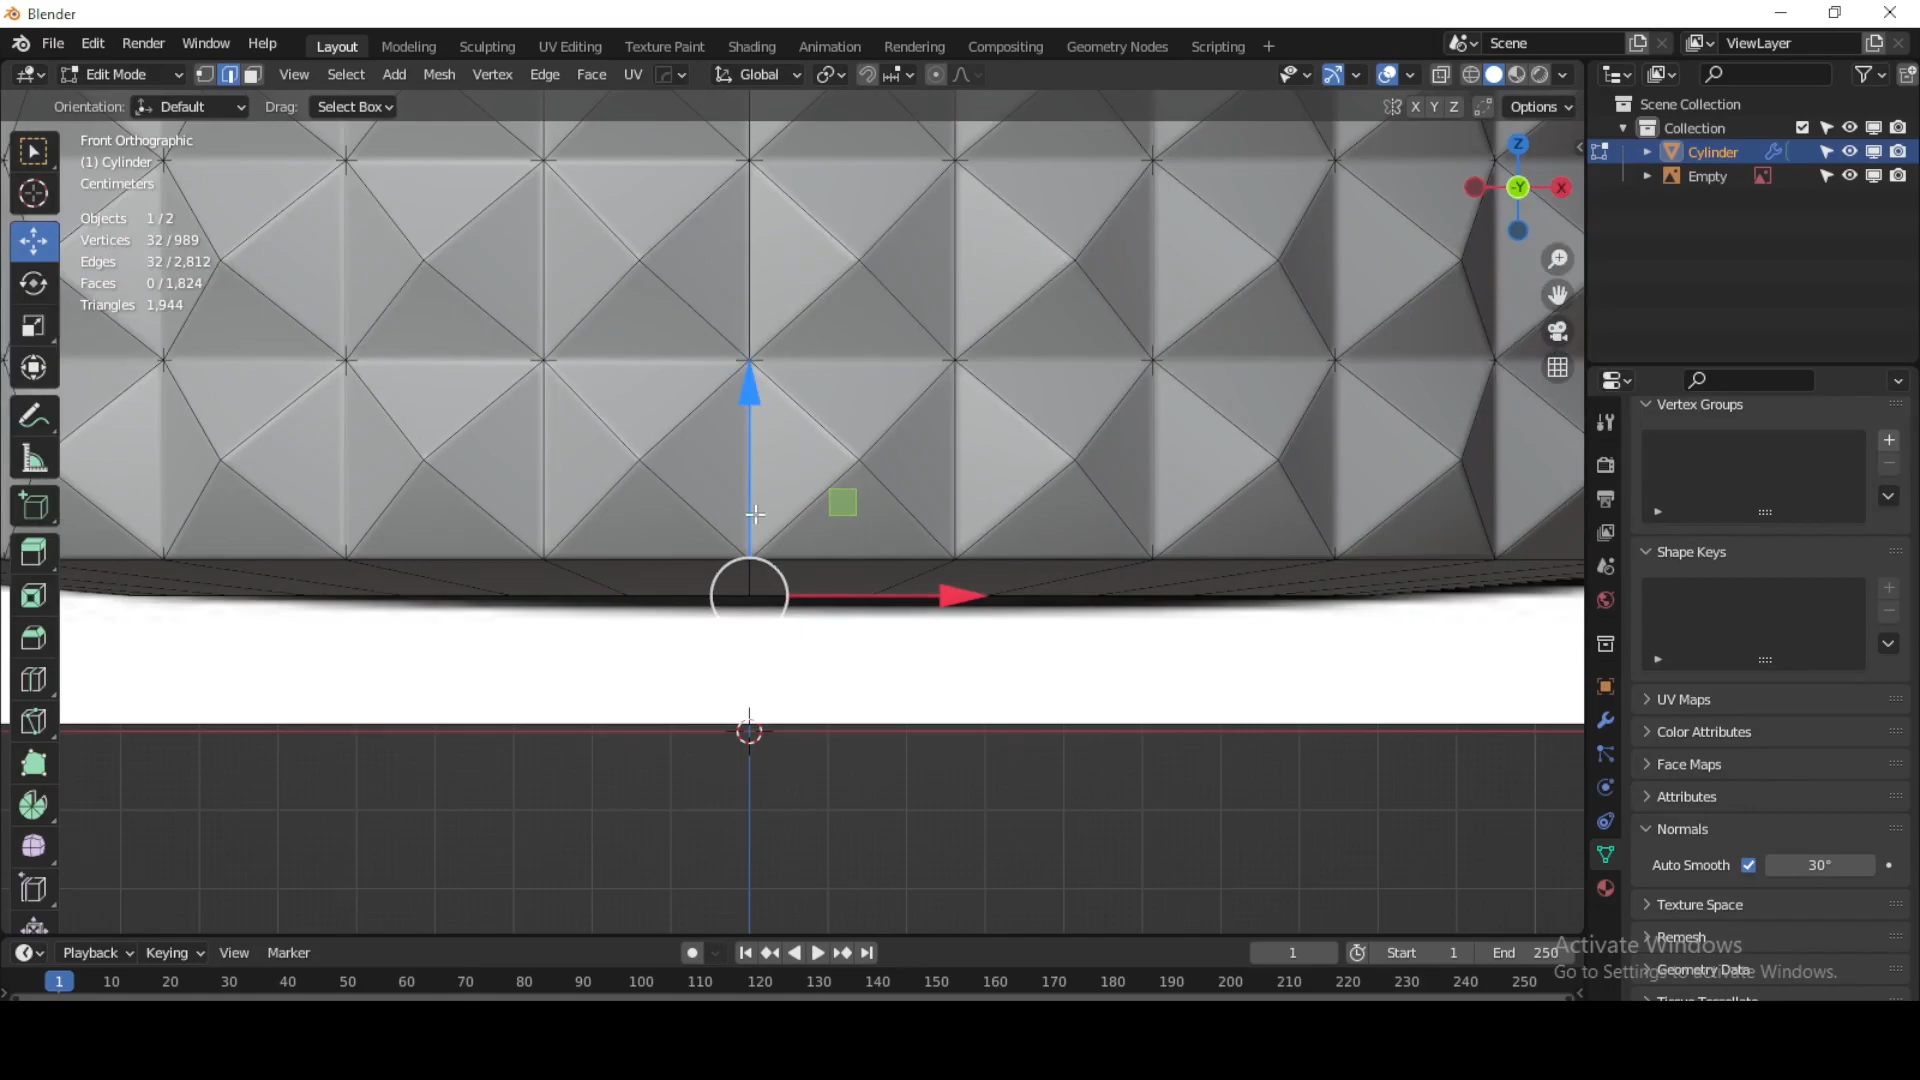 Blender
File Edit Render Window Help Layout Modeling Sculpting UV Editing Texture Paint Shading Animation Rendering Compositing Geometry Nodes Scripting + Scene ViewLayer
Edit Mode View Select Add Mesh Vertex Edge Face UV Global
Orientation: Default Drag: Select Box X Y Z Options
Scene Collection
Collection
Cylinder
Empty
Front Orthographic
(1) Cylinder
Centimeters
Objects 1/2
Vertices 32/989
Edges 32/2,812
Faces 0/1,824
Triangles 1,944
Z
-Y X
Vertex Groups
Shape Keys
UV Maps
Color Attributes
Face Maps
Attributes
Normals
Auto Smooth 30°
Texture Space
Remesh
Geometry Data
Activate Windows
Go to Settings to activate Windows.
Playback Keying View Marker 1 Start 1 End 250
1 10 20 30 40 50 60 70 80 90 100 110 120 130 140 150 160 170 180 190 200 210 220 230 240 250